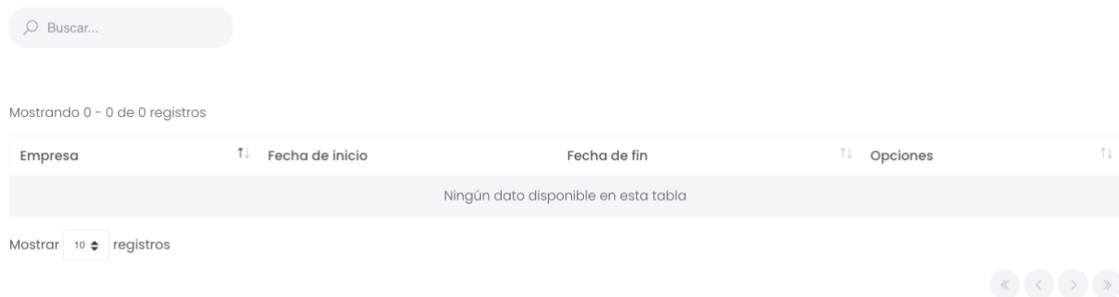 Buscar...
Mostrando 0 - 0 de 0 registros
Empresa Fecha de inicio Fecha de fin Opciones
Ningún dato disponible en esta tabla
Mostrar 10 registros